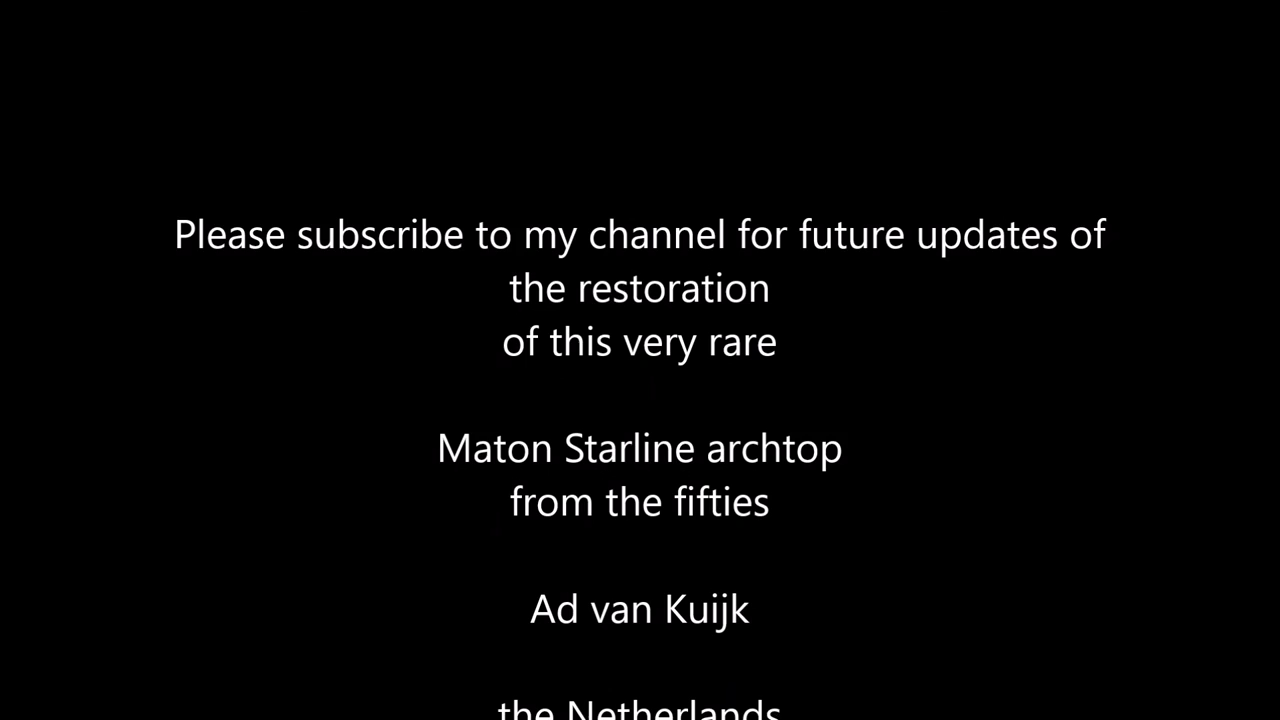 Please subscribe to my channel for future updates of
the restoration
of this very rare
Maton Starline archtop
from the fifties
Ad van Kuijk
the Netherlands